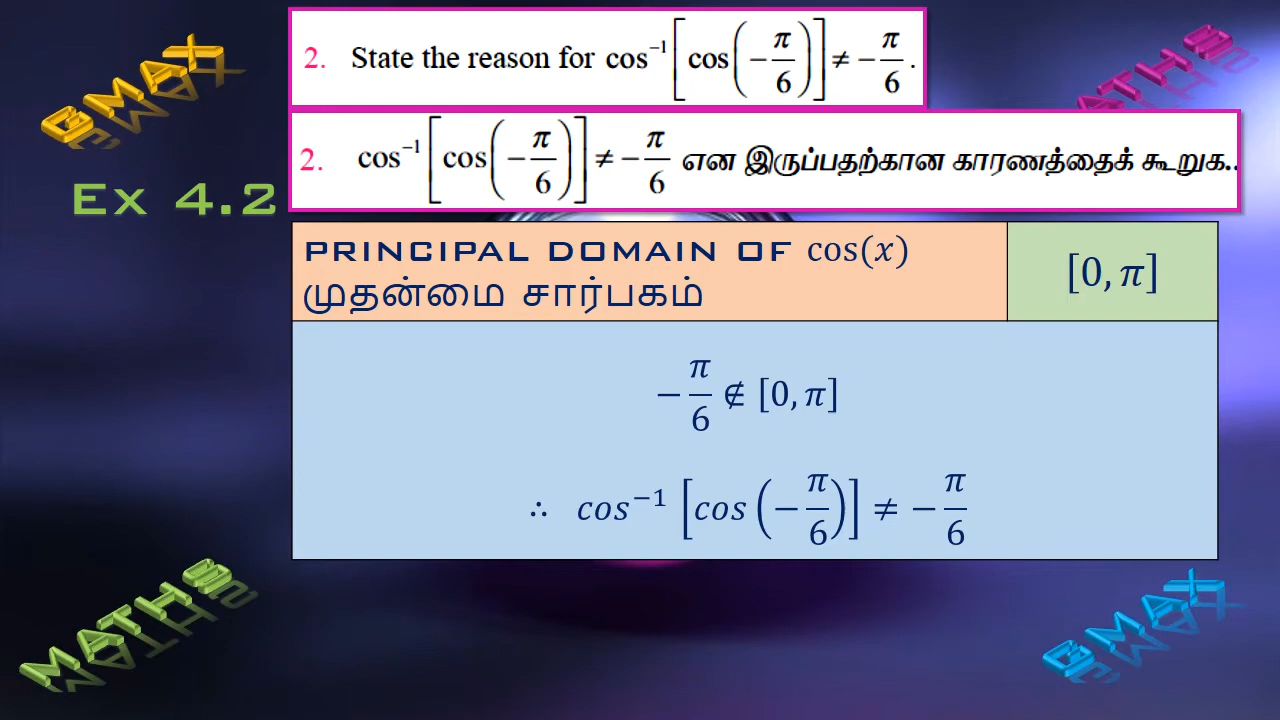 GMAX
MATHS
2. State the reason for cos⁻¹[cos(−π/6)] ≠ −π/6.
2. cos⁻¹[cos(−π/6)] ≠ −π/6 என இருப்பதற்கான காரணத்தைக் கூறுக..
Ex 4.2
PRINCIPAL DOMAIN OF cos(x)
முதன்மை சார்பகம்
[0, π]
−π/6 ∉ [0, π]
∴ cos⁻¹[cos(−π/6)] ≠ −π/6
MATHS
GMAX